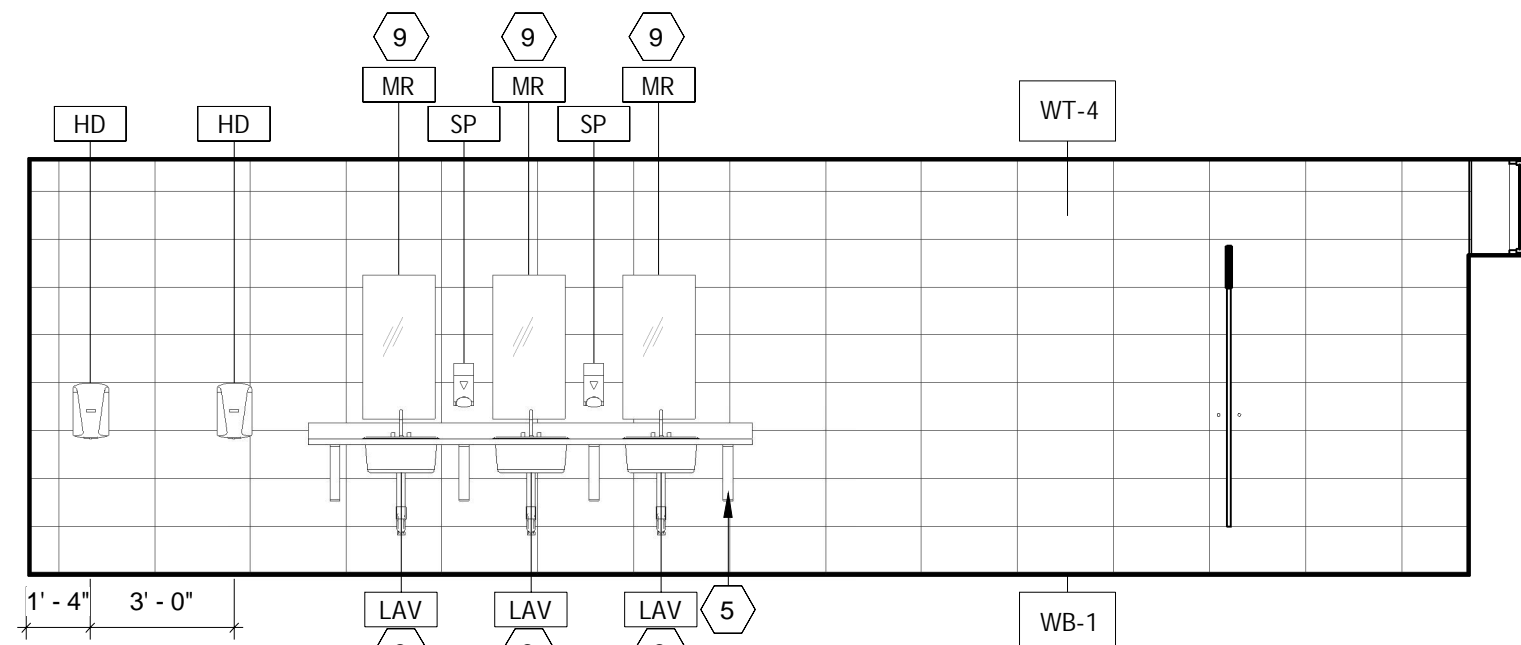 9 9 9
MR MR MR
HD HD SP SP WT-4
1' - 4" 3' - 0"
LAV LAV LAV 5 WB-1